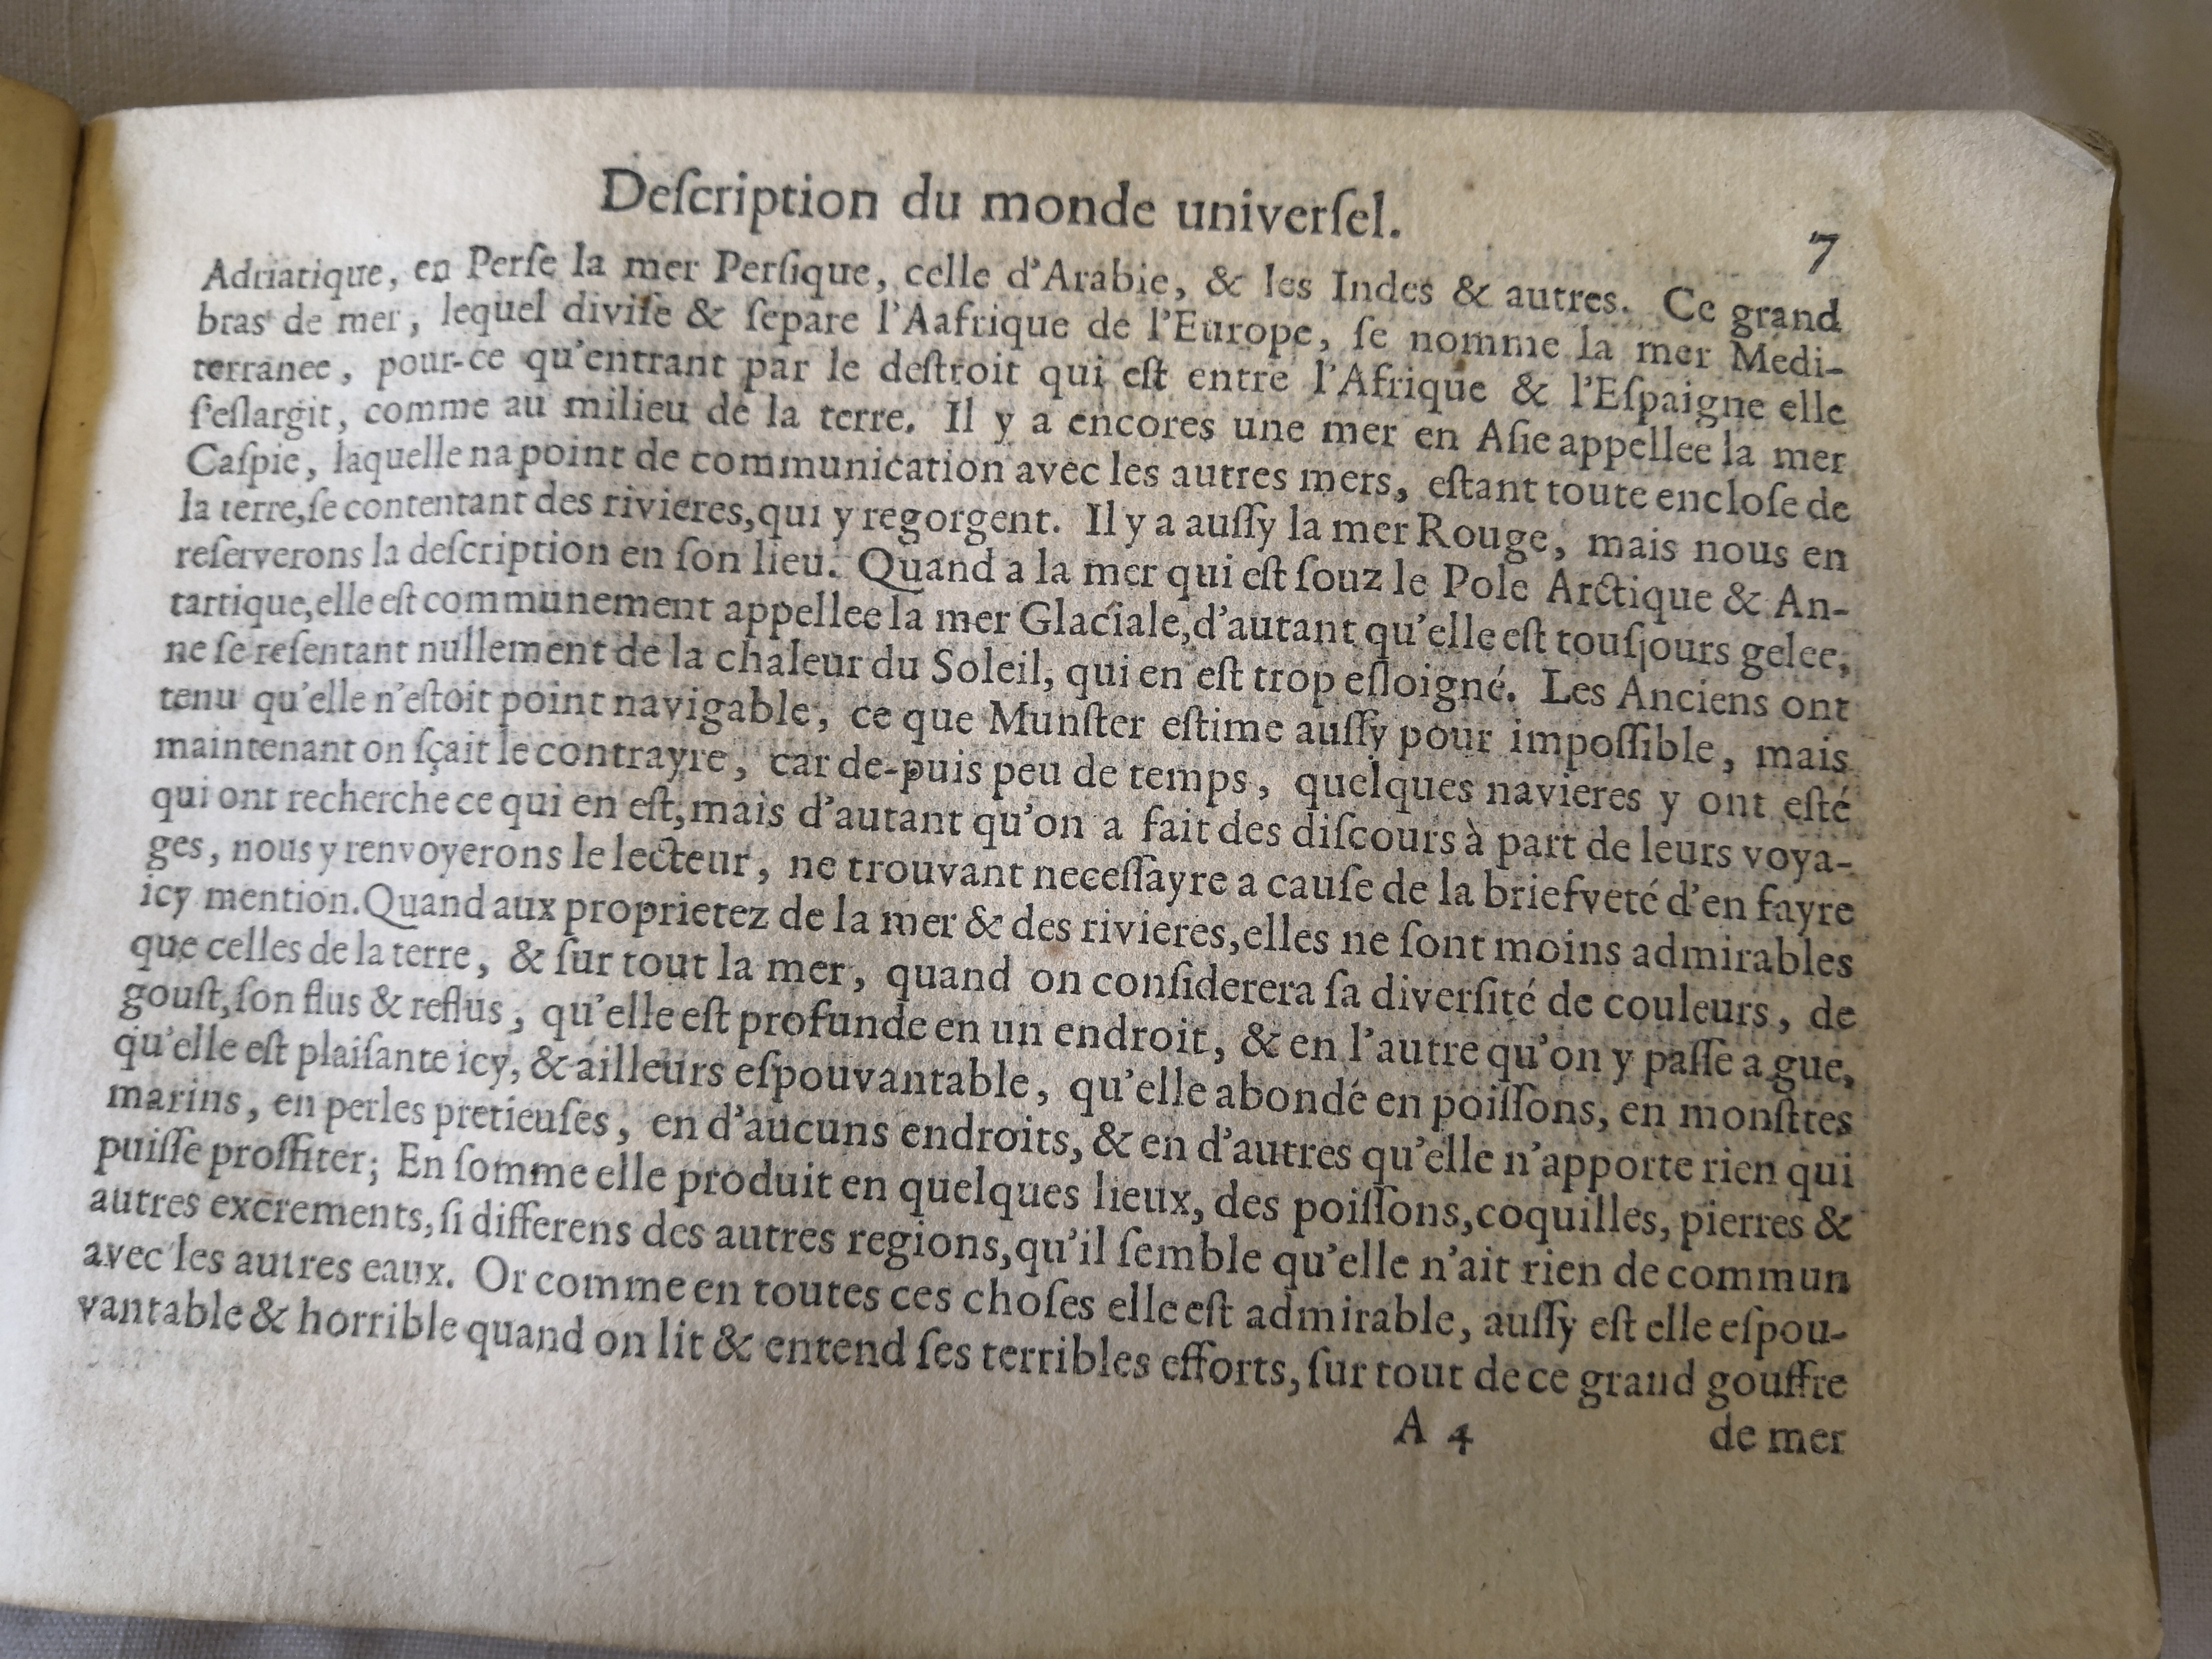 Deſcription du monde univerſel.
7
Adriatique, en Perſe la mer Perſique, celle d'Arabie, & les Indes & autres. Ce grand
bras de mer, lequel diviſe & ſepare l'Aafrique de l'Europe, ſe nomme la mer Medi-
terranee, pour-ce qu'entrant par le deſtroit qui eſt entre l'Afrique & l'Eſpaigne elle
ſ'eſlargit, comme au milieu de la terre. Il y a encores une mer en Aſie appellee la mer
Caſpie, laquelle na point de communication avec les autres mers, eſtant toute encloſe de
la terre, ſe contentant des rivieres, qui y regorgent. Il y a auſſy la mer Rouge, mais nous en
reſerverons la deſcription en ſon lieu. Quand a la mer qui eſt ſouz le Pole Arctique & An-
tartique, elle eſt communement appellee la mer Glaciale, d'autant qu'elle eſt touſjours gelee,
ne ſe reſentant nullement de la chaleur du Soleil, qui en eſt trop eſloigné. Les Anciens ont
tenu qu'elle n'eſtoit point navigable, ce que Munſter eſtime auſſy pour impoſſible, mais
maintenant on ſçait le contrayre, car de-puis peu de temps, quelques navieres y ont eſté
qui ont recherche ce qui en eſt, mais d'autant qu'on a fait des diſcours à part de leurs voya-
ges, nous y renvoyerons le lecteur, ne trouvant neceſſayre a cauſe de la briefveté d'en fayre
icy mention. Quand aux proprietez de la mer & des rivieres, elles ne ſont moins admirables
que celles de la terre, & ſur tout la mer, quand on conſiderera ſa diverſité de couleurs, de
gouſt, ſon flus & reflus, qu'elle eſt profunde en un endroit, & en l'autre qu'on y paſſe a gue,
qu'elle eſt plaiſante icy, & ailleurs eſpouvantable, qu'elle abonde en poiſſons, en monſtres
marins, en perles pretieuſes, en d'aucuns endroits, & en d'autres qu'elle n'apporte rien qui
puiſſe proffiter; En ſomme elle produit en quelques lieux, des poiſſons, coquilles, pierres &
autres excrements, ſi differens des autres regions, qu'il ſemble qu'elle n'ait rien de commun
avec les autres eaux. Or comme en toutes ces choſes elle eſt admirable, auſſy eſt elle eſpou-
vantable & horrible quand on lit & entend ſes terribles efforts, ſur tout de ce grand gouffre
A 4 de mer